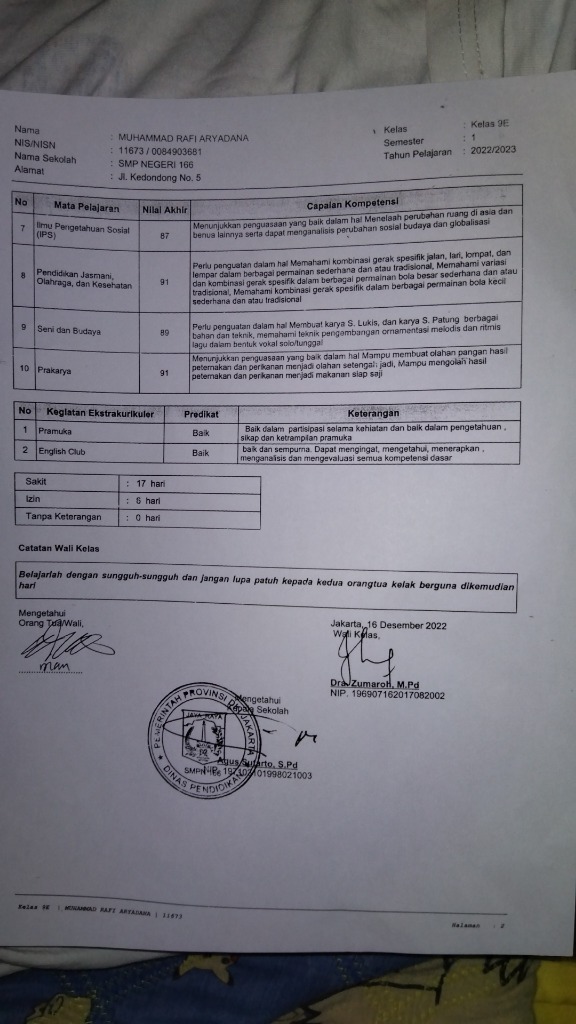 Nama : MUHAMMAD RAFI ARYADANA Kelas : Kelas 9E
NIS/NISN : 11673 / 0084903681 Semester : 1
Nama Sekolah : SMP NEGERI 166 Tahun Pelajaran : 2022/2023
Alamat : Jl. Kedondong No. 5
No Mata Pelajaran Nilai Akhir Capaian Kompetensi
7 Ilmu Pengetahuan Sosial (IPS) 87 Menunjukkan penguasaan yang baik dalam hal Menelaah perubahan ruang di asia dan
benua lainnya serta dapat menganalisis perubahan sosial budaya dan globalisasi
8 Pendidikan Jasmani, Olahraga, dan Kesehatan 91 Perlu penguatan dalam hal Memahami kombinasi gerak spesifik jalan, lari, lompat, dan
lempar dalam berbagai permainan sederhana dan atau tradisional, Memahami variasi
dan kombinasi gerak spesifik dalam berbagai permainan bola besar sederhana dan atau
tradisional, Memahami kombinasi gerak spesifik dalam berbagai permainan bola kecil
sederhana dan atau tradisional
9 Seni dan Budaya 89 Perlu penguatan dalam hal Membuat karya S. Lukis, dan karya S. Patung berbagai
bahan dan teknik, memahami teknik pengembangan ornamentasi melodis dan ritmis
lagu dalam bentuk vokal solo/tunggal
10 Prakarya 91 Menunjukkan penguasaan yang baik dalam hal Mampu membuat olahan pangan hasil
peternakan dan perikanan menjadi olahan setengah jadi, Mampu mengolah hasil
peternakan dan perikanan menjadi makanan siap saji
No Kegiatan Ekstrakurikuler Predikat Keterangan
1 Pramuka Baik Baik dalam partisipasi selama kehiatan dan baik dalam pengetahuan ,
sikap dan ketrampilan pramuka
2 English Club Baik baik dan sempurna. Dapat mengingat, mengetahui, menerapkan ,
menganalisis dan mengevaluasi semua kompetensi dasar
Sakit : 17 hari
Izin : 6 hari
Tanpa Keterangan : 0 hari
Catatan Wali Kelas
Belajarlah dengan sungguh-sungguh dan jangan lupa patuh kepada kedua orangtua kelak berguna dikemudian
hari
Mengetahui
Orang Tua/Wali,
Jakarta, 16 Desember 2022
Wali Kelas,
Dra. Zumaroh, M.Pd
NIP. 196907162017082002
Mengetahui
Kepala Sekolah
PEMERINTAH PROVINSI DKI JAKARTA
JAYA RAYA
SMPN 166
DINAS PENDIDIKAN
Agus Sutarto, S.Pd
Kelas 9E : MUHAMMAD RAFI ARYADANA | 11673
Halaman : 2